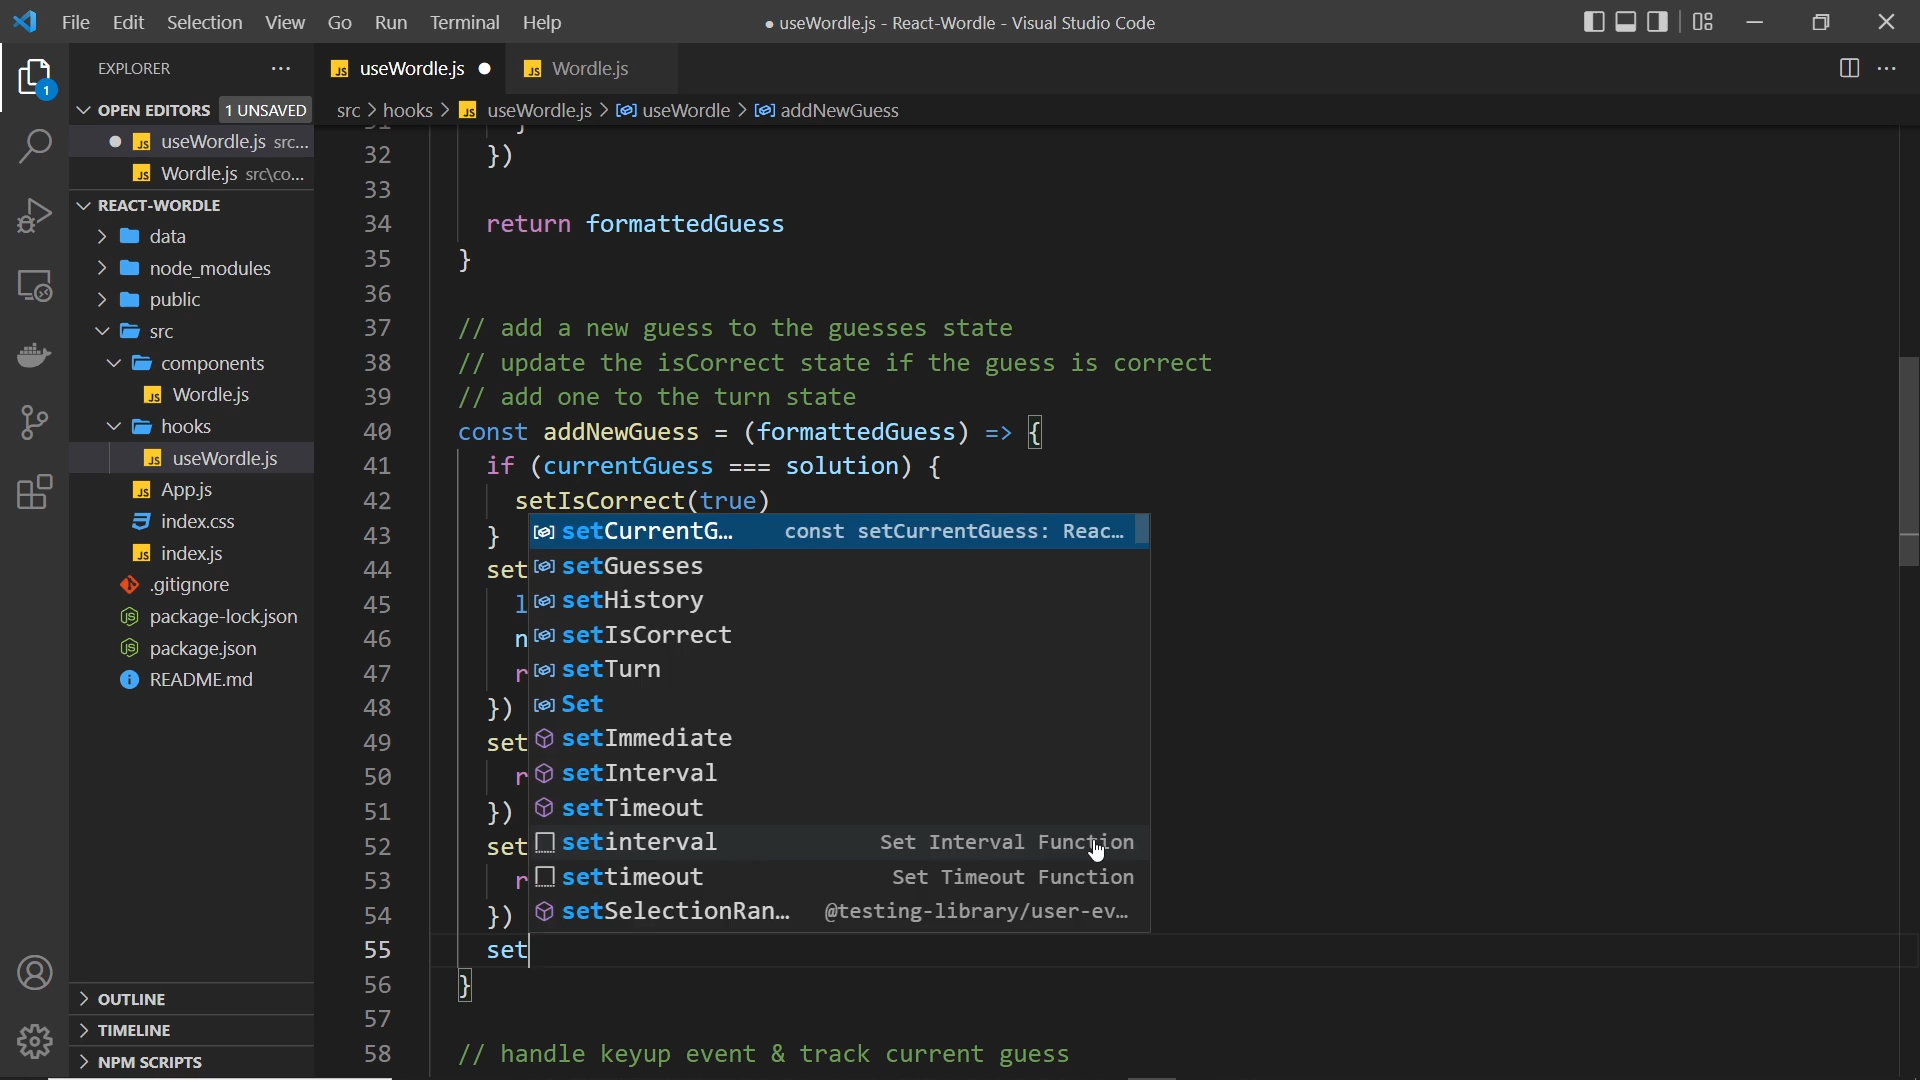 File Edit Selection View Go Run Terminal Help
● useWordle.js - React-Wordle - Visual Studio Code
EXPLORER ...
useWordle.js
Wordle.js
OPEN EDITORS 1 UNSAVED
src > hooks > useWordle.js > useWordle > addNewGuess
useWordle.js src...
Wordle.js src\co...
REACT-WORDLE
data
node_modules
public
src
components
Wordle.js
hooks
useWordle.js
App.js
index.css
index.js
.gitignore
package-lock.json
package.json
README.md
OUTLINE
TIMELINE
NPM SCRIPTS
1
31 }
32 })
33
34 return formattedGuess
35 }
36
37 // add a new guess to the guesses state
38 // update the isCorrect state if the guess is correct
39 // add one to the turn state
40 const addNewGuess = (formattedGuess) => {
41 if (currentGuess === solution) {
42 setIsCorrect(true)
43 }
44 set
45 l
46 n
47 r
48 })
49 set
50 r
51 })
52 set
53 r
54 })
55 set
56 }
57
58 // handle keyup event & track current guess
setCurrentG... const setCurrentGuess: Reac...
setGuesses
setHistory
setIsCorrect
setTurn
Set
setImmediate
setInterval
setTimeout
setinterval Set Interval Function
settimeout Set Timeout Function
setSelectionRan... @testing-library/user-ev...